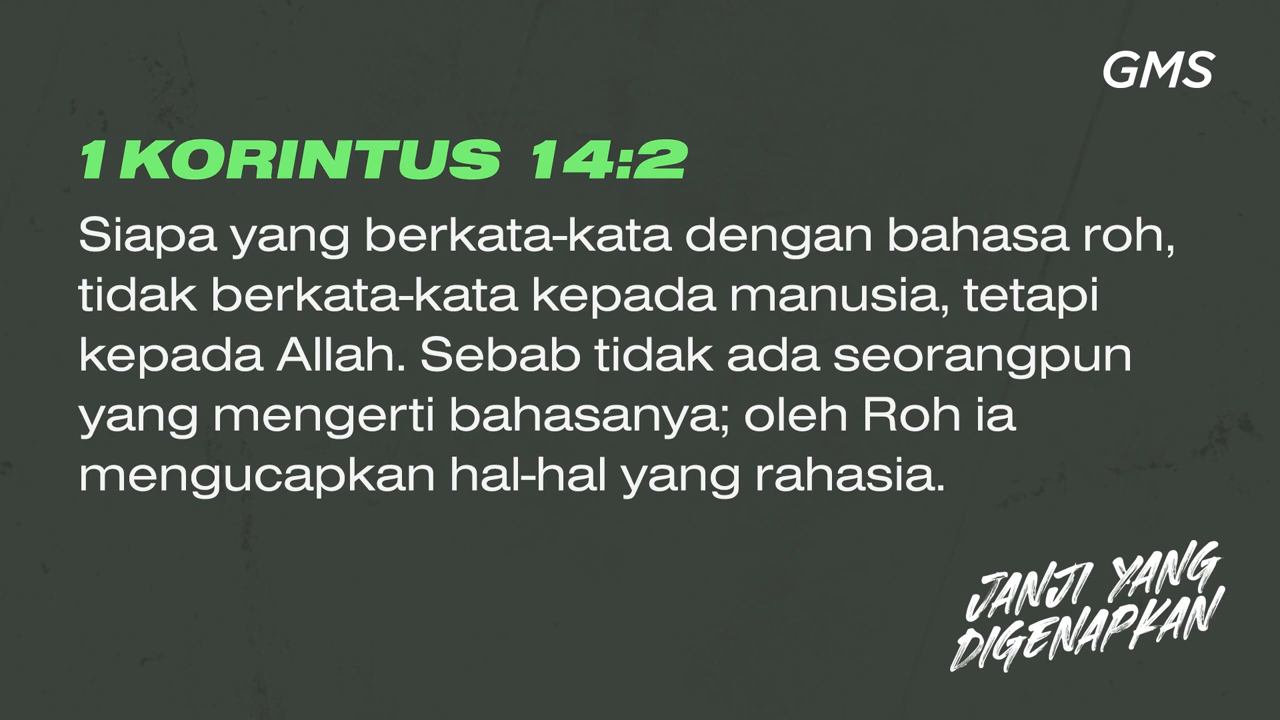 GMS
1 KORINTUS 14:2
Siapa yang berkata-kata dengan bahasa roh,
tidak berkata-kata kepada manusia, tetapi
kepada Allah. Sebab tidak ada seorangpun
yang mengerti bahasanya; oleh Roh ia
mengucapkan hal-hal yang rahasia.
JANJI YANG
DIGENAPKAN